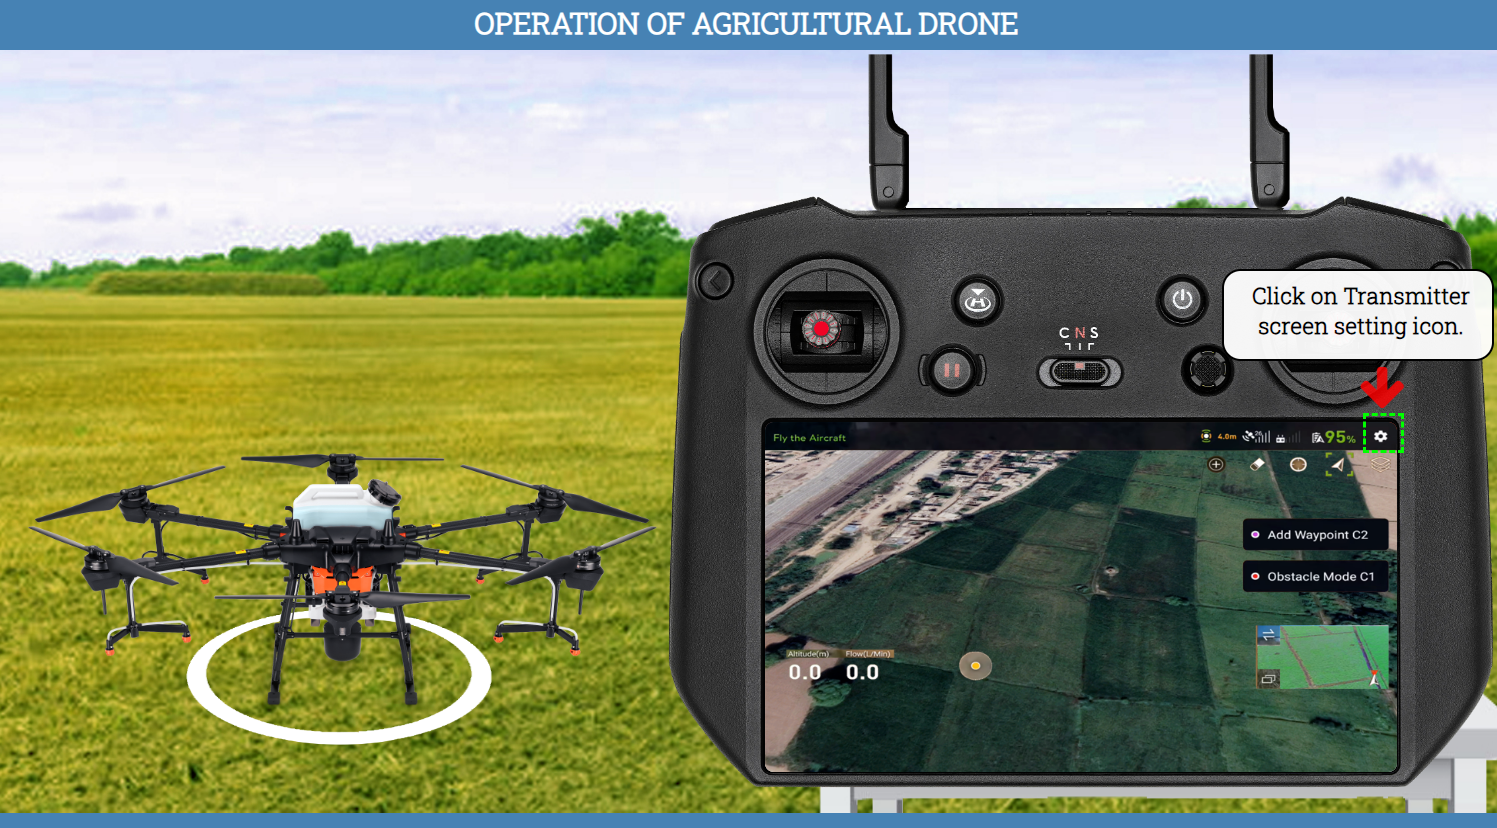 OPERATION OF AGRICULTURAL DRONE
Click on Transmitter
screen setting icon.
C N S
Fly the Aircraft
4.0m
26
95%
Add Waypoint C2
Obstacle Mode C1
Altitude(m) Flow(L/Min)
0.0 0.0